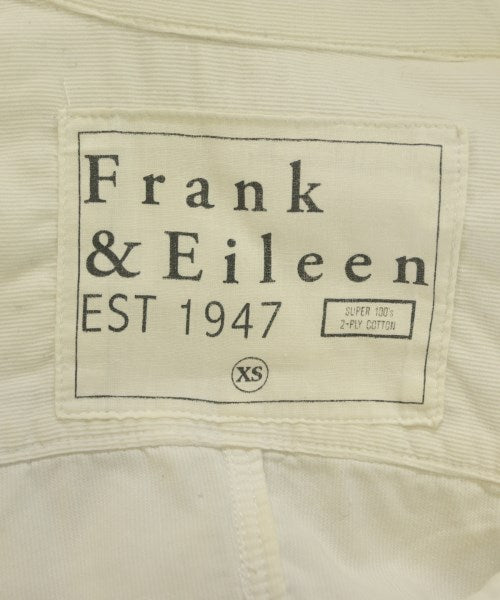 Frank
& Eileen
EST 1947
SUPER 100's
2-PLY COTTON
XS